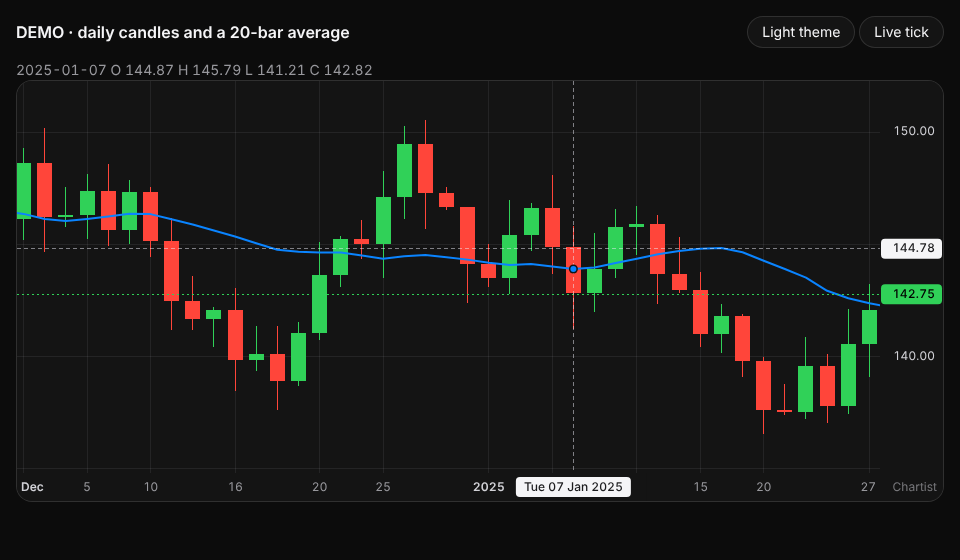 DEMO · daily candles and a 20-bar average
Light theme
Live tick
2025-01-07 O 144.87 H 145.79 L 141.21 C 142.82
150.00
144.78
142.75
140.00
Dec 5 10 16 20 25 2025 Tue 07 Jan 2025 15 20 27 Chartist